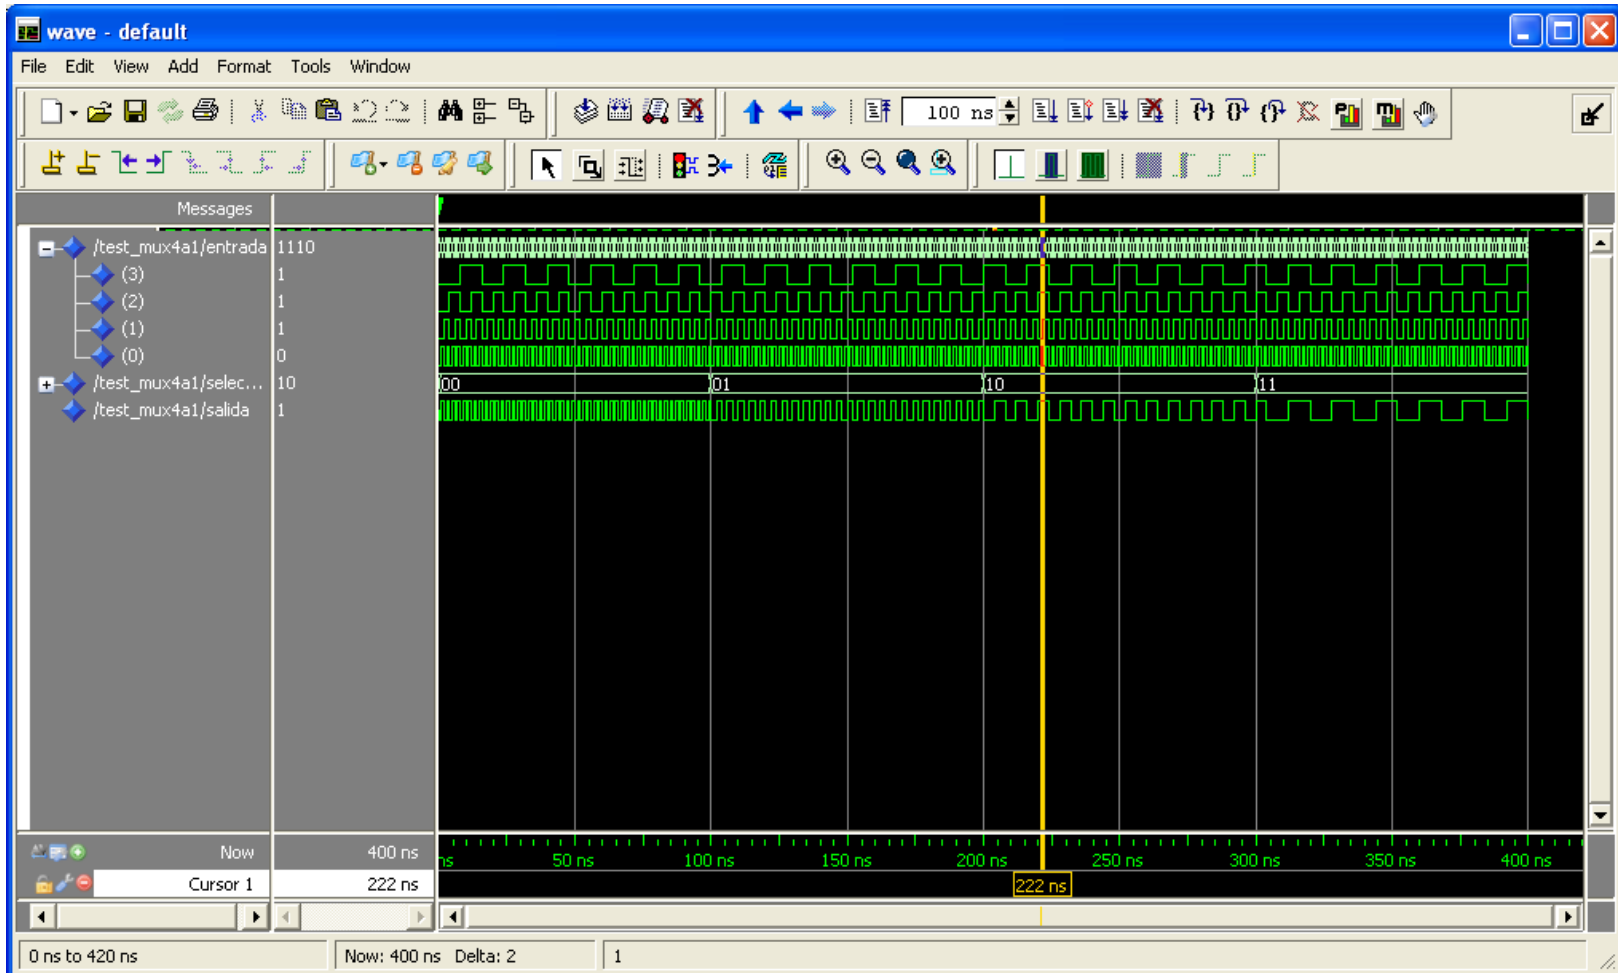 wave - default
File Edit View Add Format Tools Window
100 ns
Messages
/test_mux4a1/entrada 1110
(3) 1
(2) 1
(1) 1
(0) 0
/test_mux4a1/selec... 10 00 01 10 11
/test_mux4a1/salida 1
Now 400 ns ns 50 ns 100 ns 150 ns 200 ns 250 ns 300 ns 350 ns 400 ns
Cursor 1 222 ns 222 ns
0 ns to 420 ns Now: 400 ns Delta: 2 1